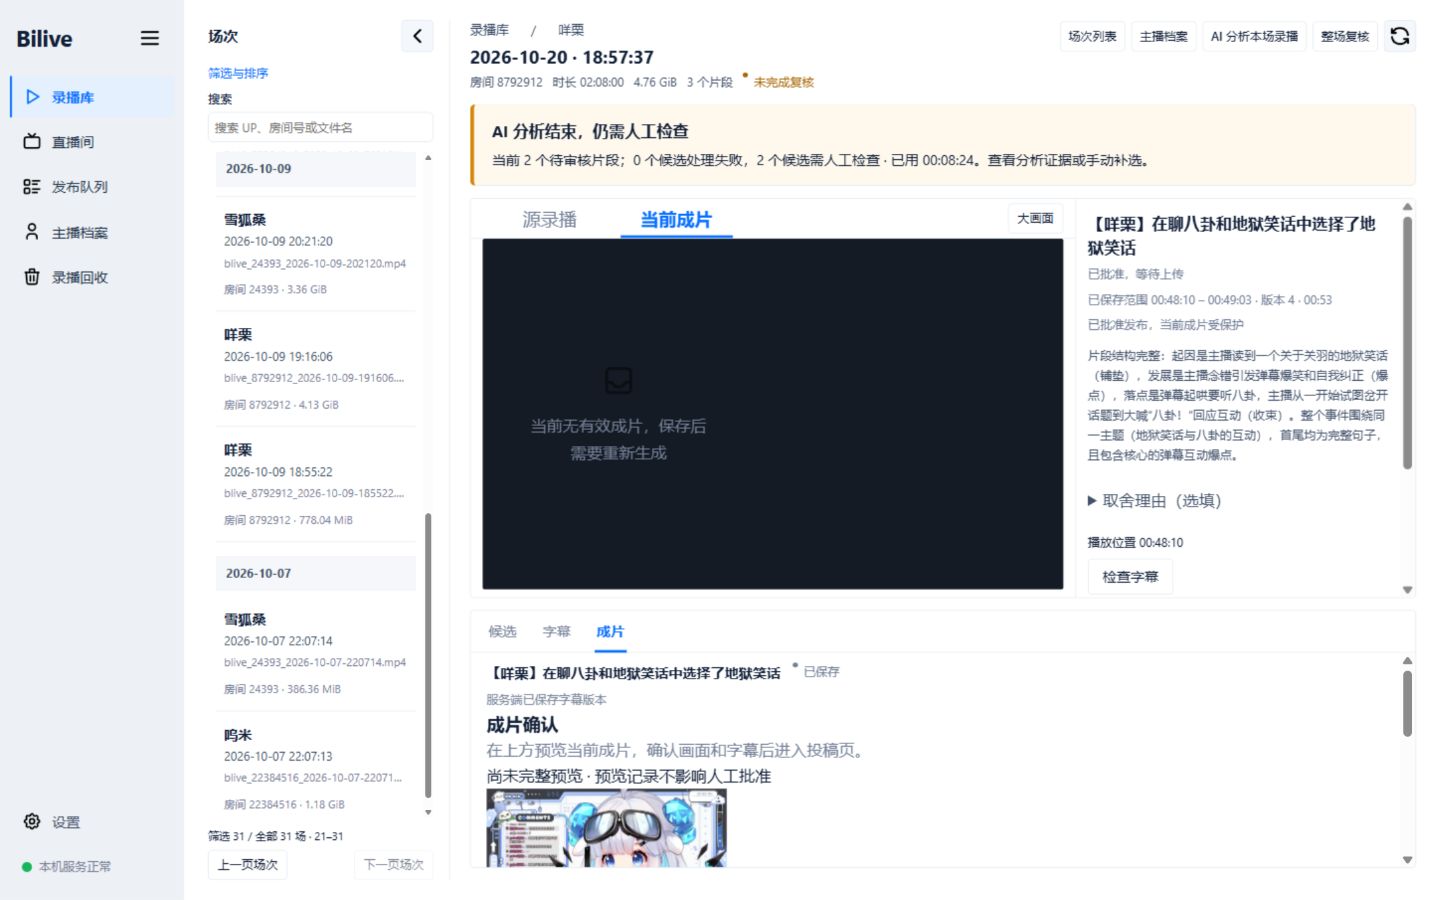 Bilive
录播库
直播间
发布队列
主播档案
录播回收
设置
本机服务正常
场次
筛选与排序
搜索
搜索 UP、房间号或文件名
2026-10-09
雪狐桑
2026-10-09 20:21:20
blive_24393_2026-10-09-202120.mp4
房间 24393 · 3.36 GiB
咩栗
2026-10-09 19:16:06
blive_8792912_2026-10-09-191606....
房间 8792912 · 4.13 GiB
咩栗
2026-10-09 18:55:22
blive_8792912_2026-10-09-185522....
房间 8792912 · 778.04 MiB
2026-10-07
雪狐桑
2026-10-07 22:07:14
blive_24393_2026-10-07-220714.mp4
房间 24393 · 386.36 MiB
呜米
2026-10-07 22:07:13
blive_22384516_2026-10-07-22071...
房间 22384516 · 1.18 GiB
筛选 31 / 全部 31 场 · 21–31
上一页场次 下一页场次
录播库 / 咩栗
2026-10-20 · 18:57:37
房间 8792912 时长 02:08:00 4.76 GiB 3 个片段 未完成复核
场次列表 主播档案 AI 分析本场录播 整场复核
AI 分析结束，仍需人工检查
当前 2 个待审核片段；0 个候选处理失败，2 个候选需人工检查 · 已用 00:08:24。查看分析证据或手动补选。
源录播 当前成片 大画面
当前无有效成片，保存后
需要重新生成
【咩栗】在聊八卦和地狱笑话中选择了地
狱笑话
已批准，等待上传
已保存范围 00:48:10 – 00:49:03 · 版本 4 · 00:53
已批准发布，当前成片受保护
片段结构完整：起因是主播读到一个关于关羽的地狱笑话
（铺垫），发展是主播念错引发弹幕爆笑和自我纠正（爆
点），落点是弹幕起哄要听八卦，主播从一开始试图岔开
话题到大喊"八卦！"回应互动（收束）。整个事件围绕同
一主题（地狱笑话与八卦的互动），首尾均为完整句子，
且包含核心的弹幕互动爆点。
取舍理由（选填）
播放位置 00:48:10
检查字幕
候选 字幕 成片
【咩栗】在聊八卦和地狱笑话中选择了地狱笑话 已保存
服务端已保存字幕版本
成片确认
在上方预览当前成片，确认画面和字幕后进入投稿页。
尚未完整预览 · 预览记录不影响人工批准
COMMENTS